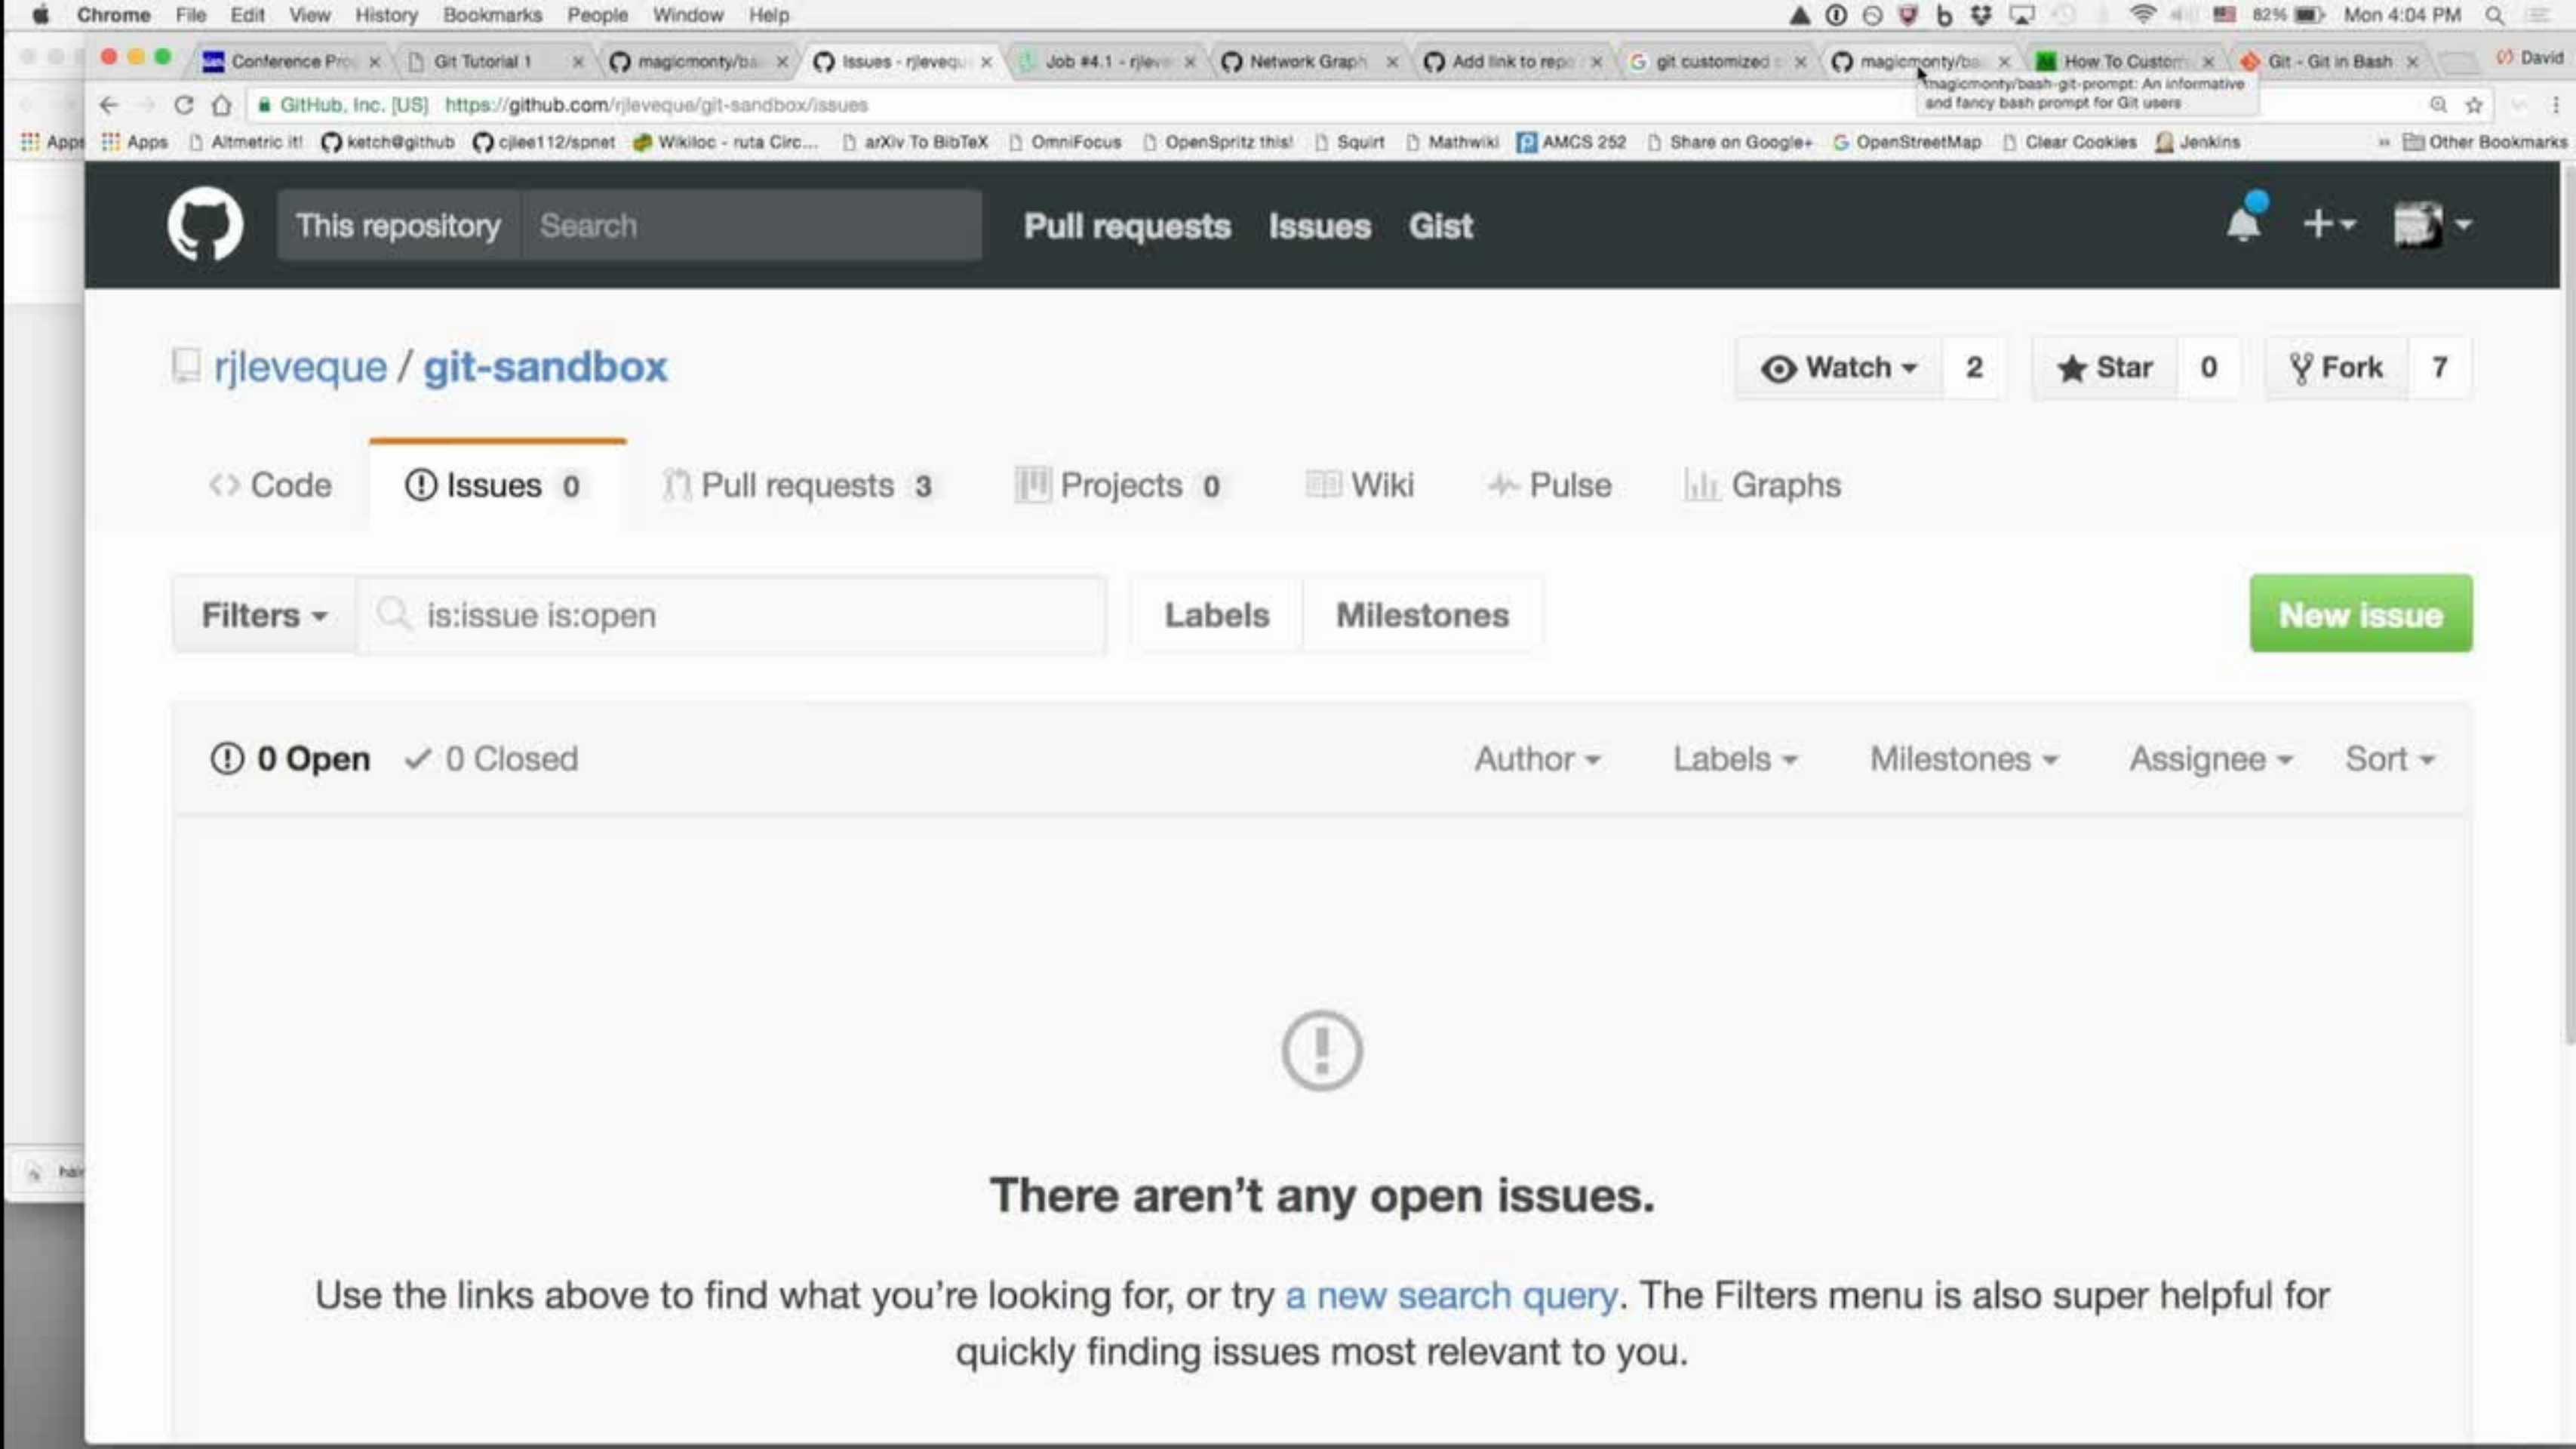 Chrome File Edit View History Bookmarks People Window Help 82% Mon 4:04 PM
Conference Pro Git Tutorial 1 magicmonty/ba Issues - rjlevequ Job #4.1 - rjleve Network Graph Add link to repo git customized magicmonty/ba How To Custom Git - Git in Bash David
magicmonty/bash-git-prompt: An informative
and fancy bash prompt for Git users
GitHub, Inc. [US] https://github.com/rjleveque/git-sandbox/issues
Apps Apps Altmetric it! ketch@github cjlee112/spnet Wikiloc - ruta Circ... arXiv To BibTeX OmniFocus OpenSpritz this! Squirt Mathwiki AMCS 252 Share on Google+ OpenStreetMap Clear Cookies Jenkins » Other Bookmarks
This repository Search Pull requests Issues Gist
rjleveque / git-sandbox Watch 2 Star 0 Fork 7
Code Issues 0 Pull requests 3 Projects 0 Wiki Pulse Graphs
Filters is:issue is:open Labels Milestones New issue
0 Open 0 Closed Author Labels Milestones Assignee Sort
There aren't any open issues.
Use the links above to find what you're looking for, or try a new search query. The Filters menu is also super helpful for
quickly finding issues most relevant to you.